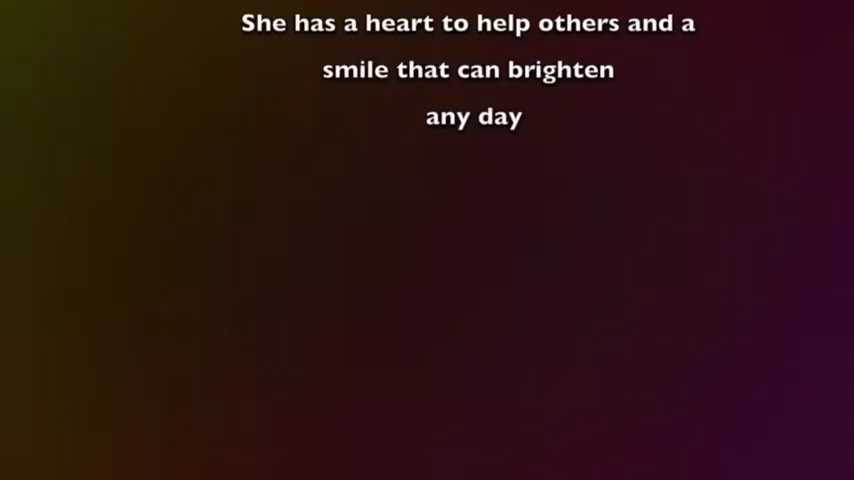 She has a heart to help others and a
smile that can brighten
any day